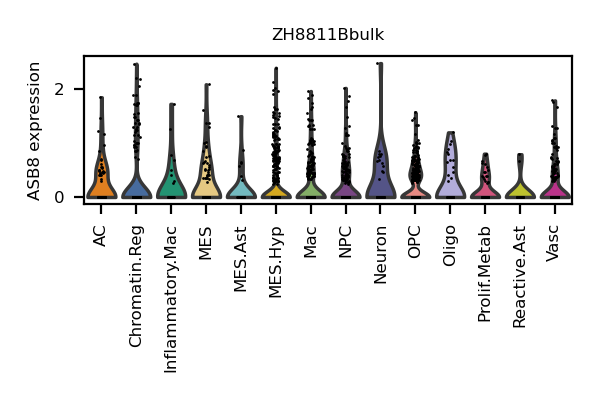 ZH8811Bbulk
ASB8 expression
2
0
AC
Chromatin.Reg
Inflammatory.Mac
MES
MES.Ast
MES.Hyp
Mac
NPC
Neuron
OPC
Oligo
Prolif.Metab
Reactive.Ast
Vasc